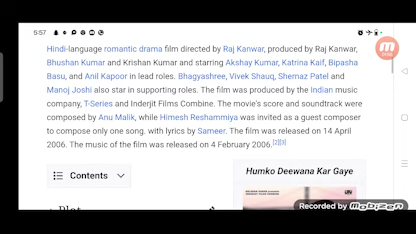 5:57
Hindi-language romantic drama film directed by Raj Kanwar, produced by Raj Kanwar,
Bhushan Kumar and Krishan Kumar and starring Akshay Kumar, Katrina Kaif, Bipasha
Basu, and Anil Kapoor in lead roles. Bhagyashree, Vivek Shauq, Shernaz Patel and
Manoj Joshi also star in supporting roles. The film was produced by the Indian music
company, T-Series and Inderjit Films Combine. The movie's score and soundtrack were
composed by Anu Malik, while Himesh Reshammiya was invited as a guest composer
to compose only one song. with lyrics by Sameer. The film was released on 14 April
2006. The music of the film was released on 4 February 2006.[2][3]
Contents
Humko Deewana Kar Gaye
Plot
Recorded by Mobizen